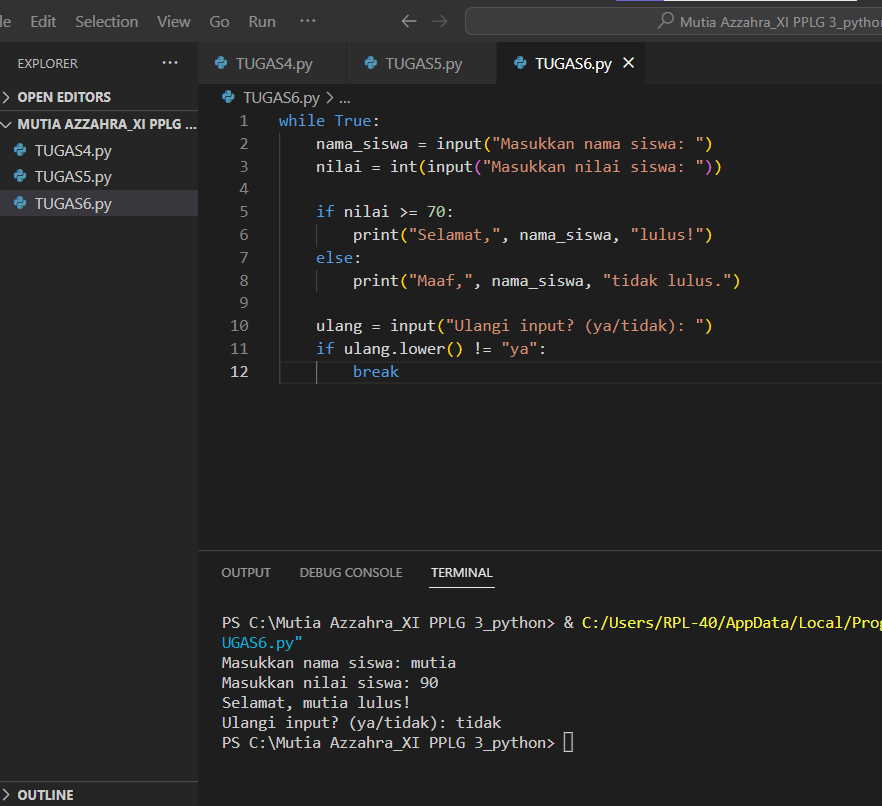 Edit Selection View Go Run ···
Mutia Azzahra_XI PPLG 3_python
EXPLORER ···
TUGAS4.py TUGAS5.py TUGAS6.py
OPEN EDITORS
TUGAS6.py > ...
MUTIA AZZAHRA_XI PPLG ...
TUGAS4.py
TUGAS5.py
TUGAS6.py
1 while True:
2 nama_siswa = input("Masukkan nama siswa: ")
3 nilai = int(input("Masukkan nilai siswa: "))
4
5 if nilai >= 70:
6 print("Selamat,", nama_siswa, "lulus!")
7 else:
8 print("Maaf,", nama_siswa, "tidak lulus.")
9
10 ulang = input("Ulangi input? (ya/tidak): ")
11 if ulang.lower() != "ya":
12 break
OUTPUT DEBUG CONSOLE TERMINAL
PS C:\Mutia Azzahra_XI PPLG 3_python> & C:/Users/RPL-40/AppData/Local/Prog
UGAS6.py"
Masukkan nama siswa: mutia
Masukkan nilai siswa: 90
Selamat, mutia lulus!
Ulangi input? (ya/tidak): tidak
PS C:\Mutia Azzahra_XI PPLG 3_python>
OUTLINE